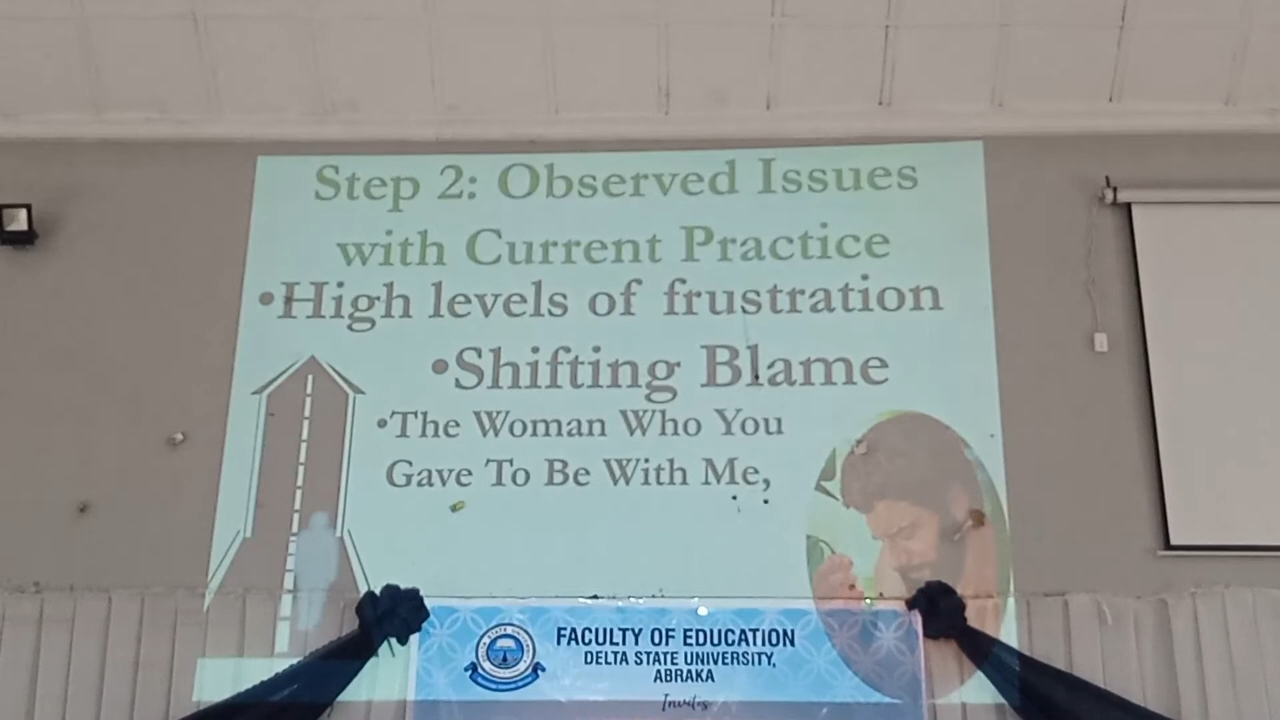 Step 2: Observed Issues
with Current Practice
•High levels of frustration
•Shifting Blame
•The Woman Who You
Gave To Be With Me,
FACULTY OF EDUCATION
DELTA STATE UNIVERSITY,
ABRAKA
Invites